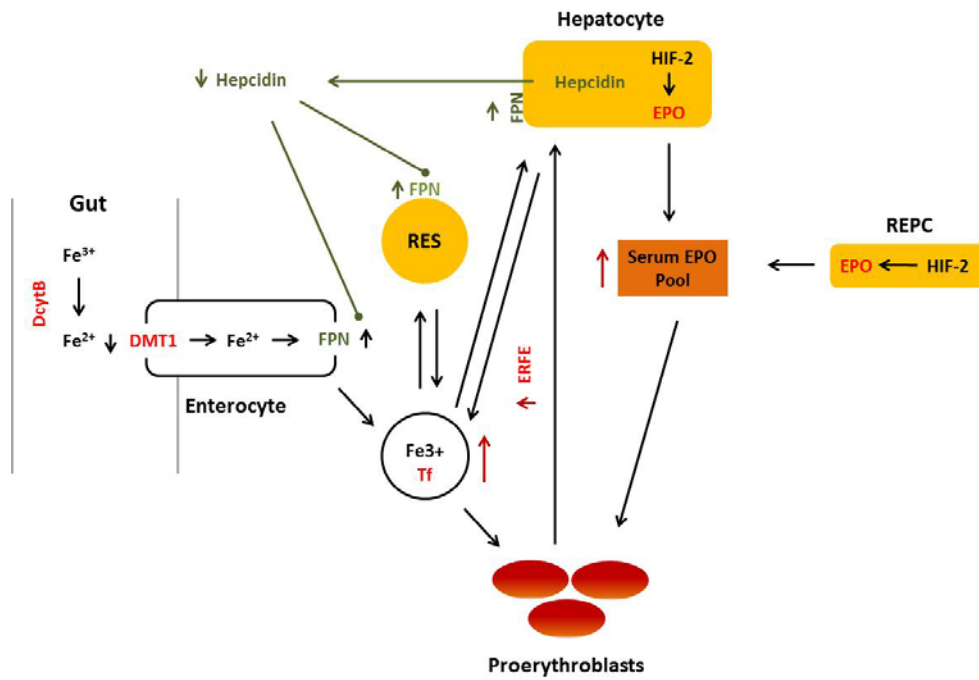 Hepatocyte
HIF-2
Hepcidin
EPO
FPN
Hepcidin
FPN
RES
Gut
Fe³⁺
DcytB
Fe²⁺
DMT1
Fe²⁺
FPN
Enterocyte
REPC
EPO
HIF-2
Serum EPO
Pool
ERFE
Fe3+
Tf
Proerythroblasts